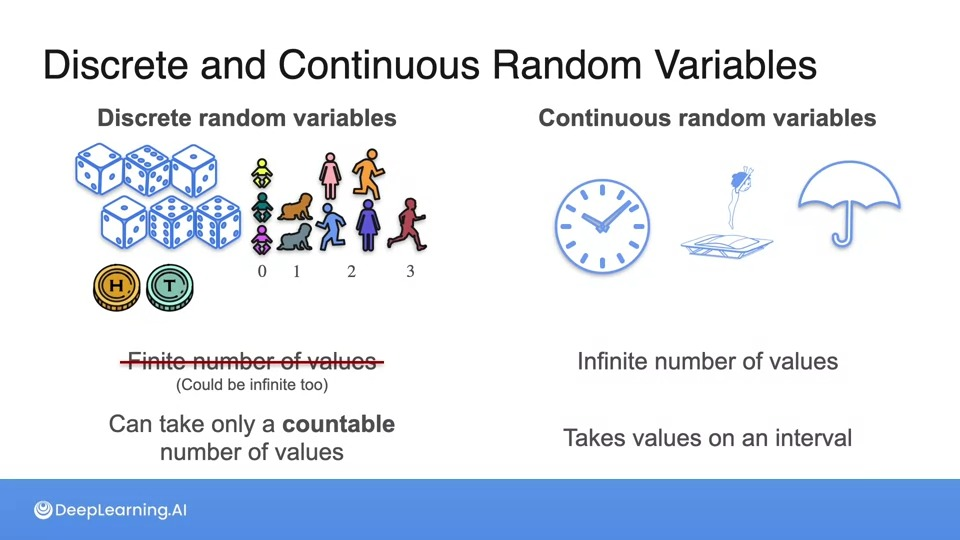 Discrete and Continuous Random Variables
Discrete random variables
H
T
0 1 2 3
Finite number of values
(Could be infinite too)
Can take only a countable
number of values
Continuous random variables
Infinite number of values
Takes values on an interval
DeepLearning.AI